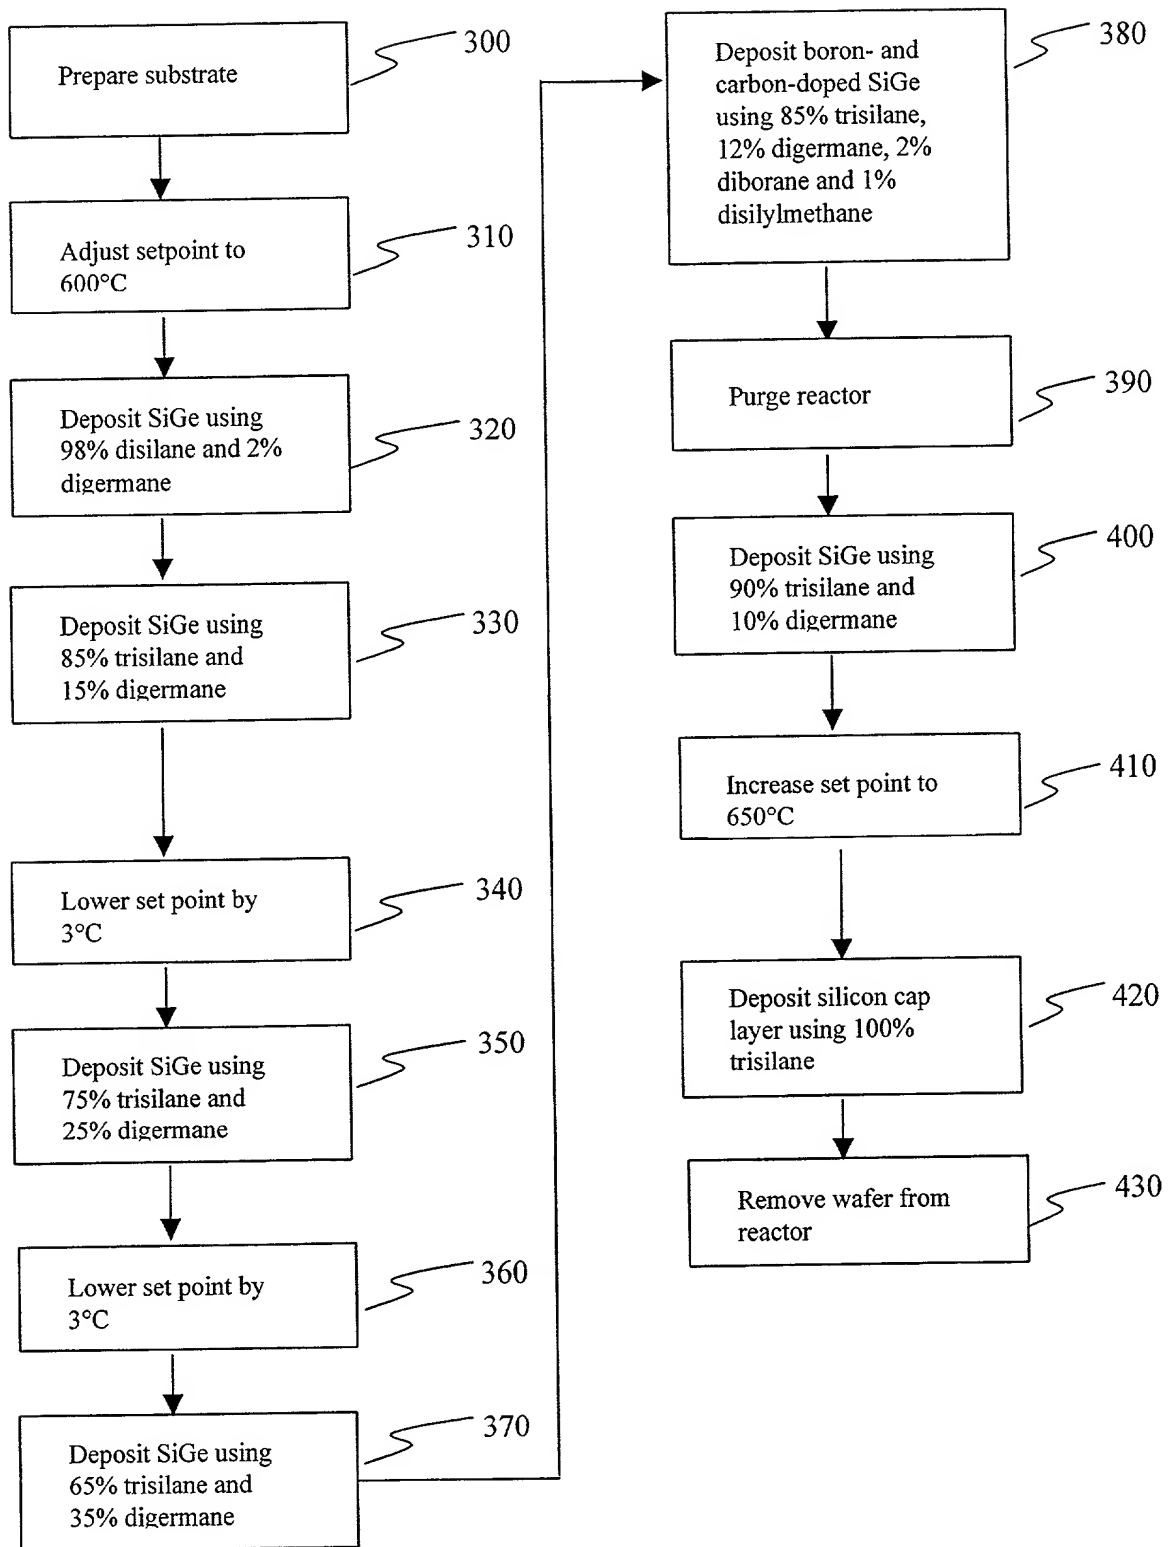 Prepare substrate
300
Adjust setpoint to
600°C
310
Deposit SiGe using
98% disilane and 2%
digermane
320
Deposit SiGe using
85% trisilane and
15% digermane
330
Lower set point by
3°C
340
Deposit SiGe using
75% trisilane and
25% digermane
350
Lower set point by
3°C
360
Deposit SiGe using
65% trisilane and
35% digermane
370
Deposit boron- and
carbon-doped SiGe
using 85% trisilane,
12% digermane, 2%
diborane and 1%
disilylmethane
380
Purge reactor
390
Deposit SiGe using
90% trisilane and
10% digermane
400
Increase set point to
650°C
410
Deposit silicon cap
layer using 100%
trisilane
420
Remove wafer from
reactor
430